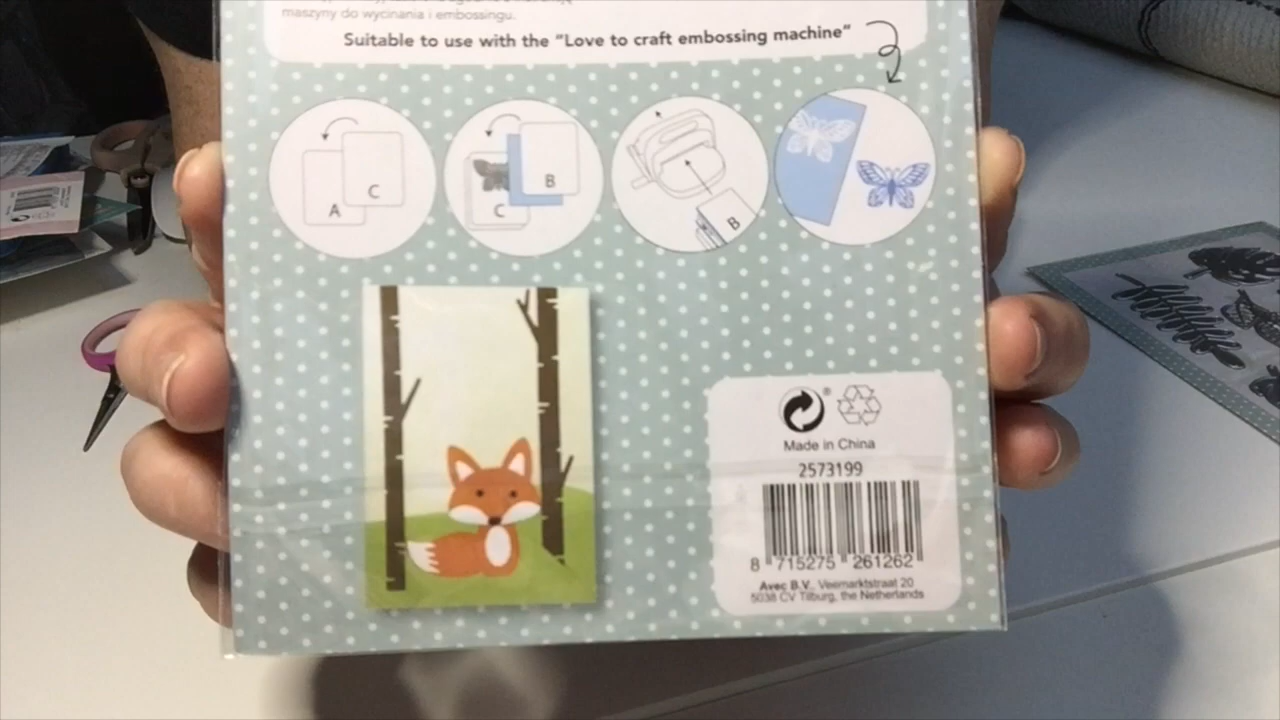 maszyny do wycinania i embossingu.
Suitable to use with the "Love to craft embossing machine"
A C
C B
B
®
Made in China
2573199
8 715275 261262
Avec B.V., Veemarktstraat 20
5038 CV Tilburg, the Netherlands